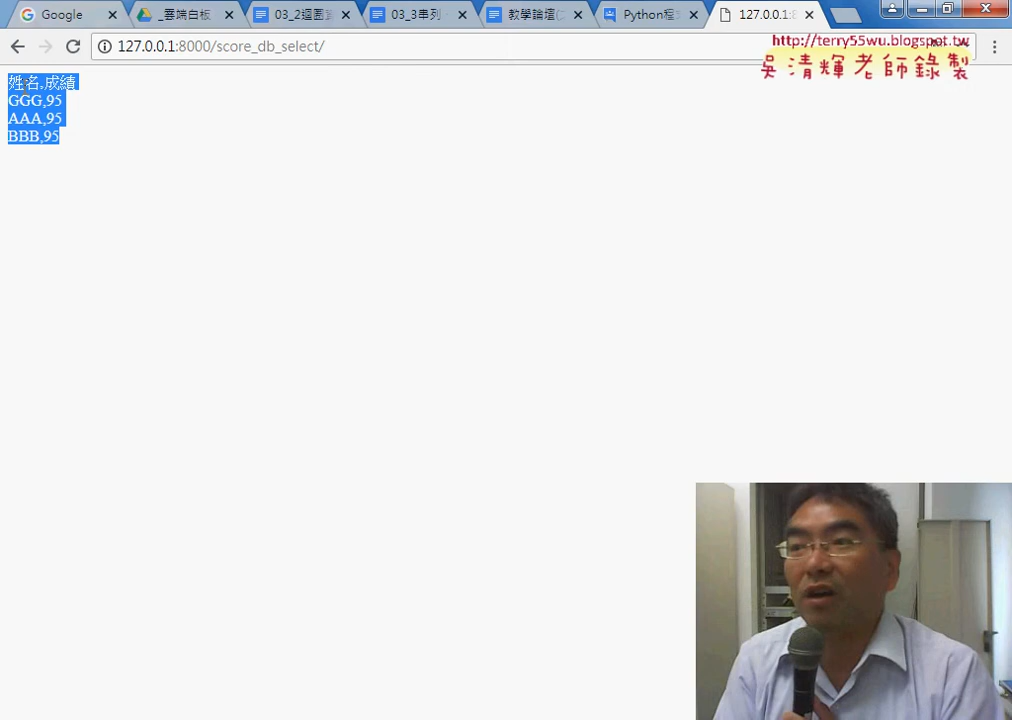 Google
_雲端白板
03_2迴圈
03_3串列
教學論壇(
Python程
127.0.0.1:8
127.0.0.1:8000/score_db_select/
http://terry55wu.blogspot.tw
吳清輝老師錄製
姓名,成績
GGG,95
AAA,95
BBB,95